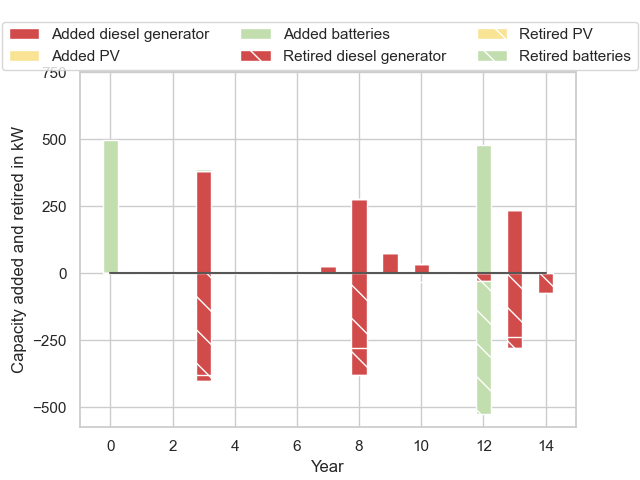 Added diesel generator
Added PV
Added batteries
Retired diesel generator
Retired PV
Retired batteries
Capacity added and retired in kW
750
500
250
0
−250
−500
0 2 4 6 8 10 12 14
Year